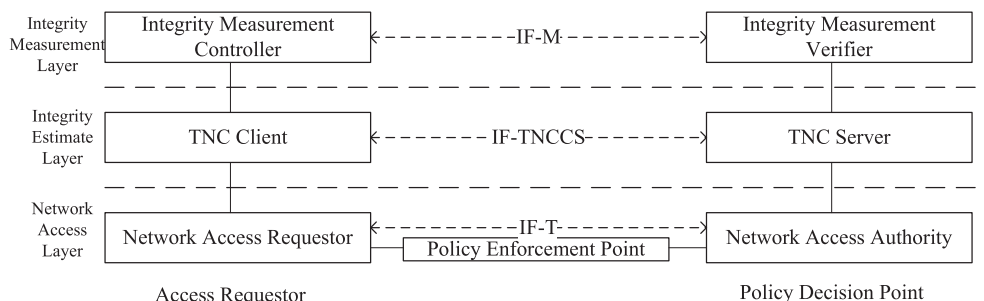 Integrity
Measurement
Layer
Integrity Measurement
Controller
IF-M
Integrity Measurement
Verifier
Integrity
Estimate
Layer
TNC Client
IF-TNCCS
TNC Server
Network
Access
Layer
Network Access Requestor
IF-T
Policy Enforcement Point
Network Access Authority
Access Requestor
Policy Decision Point